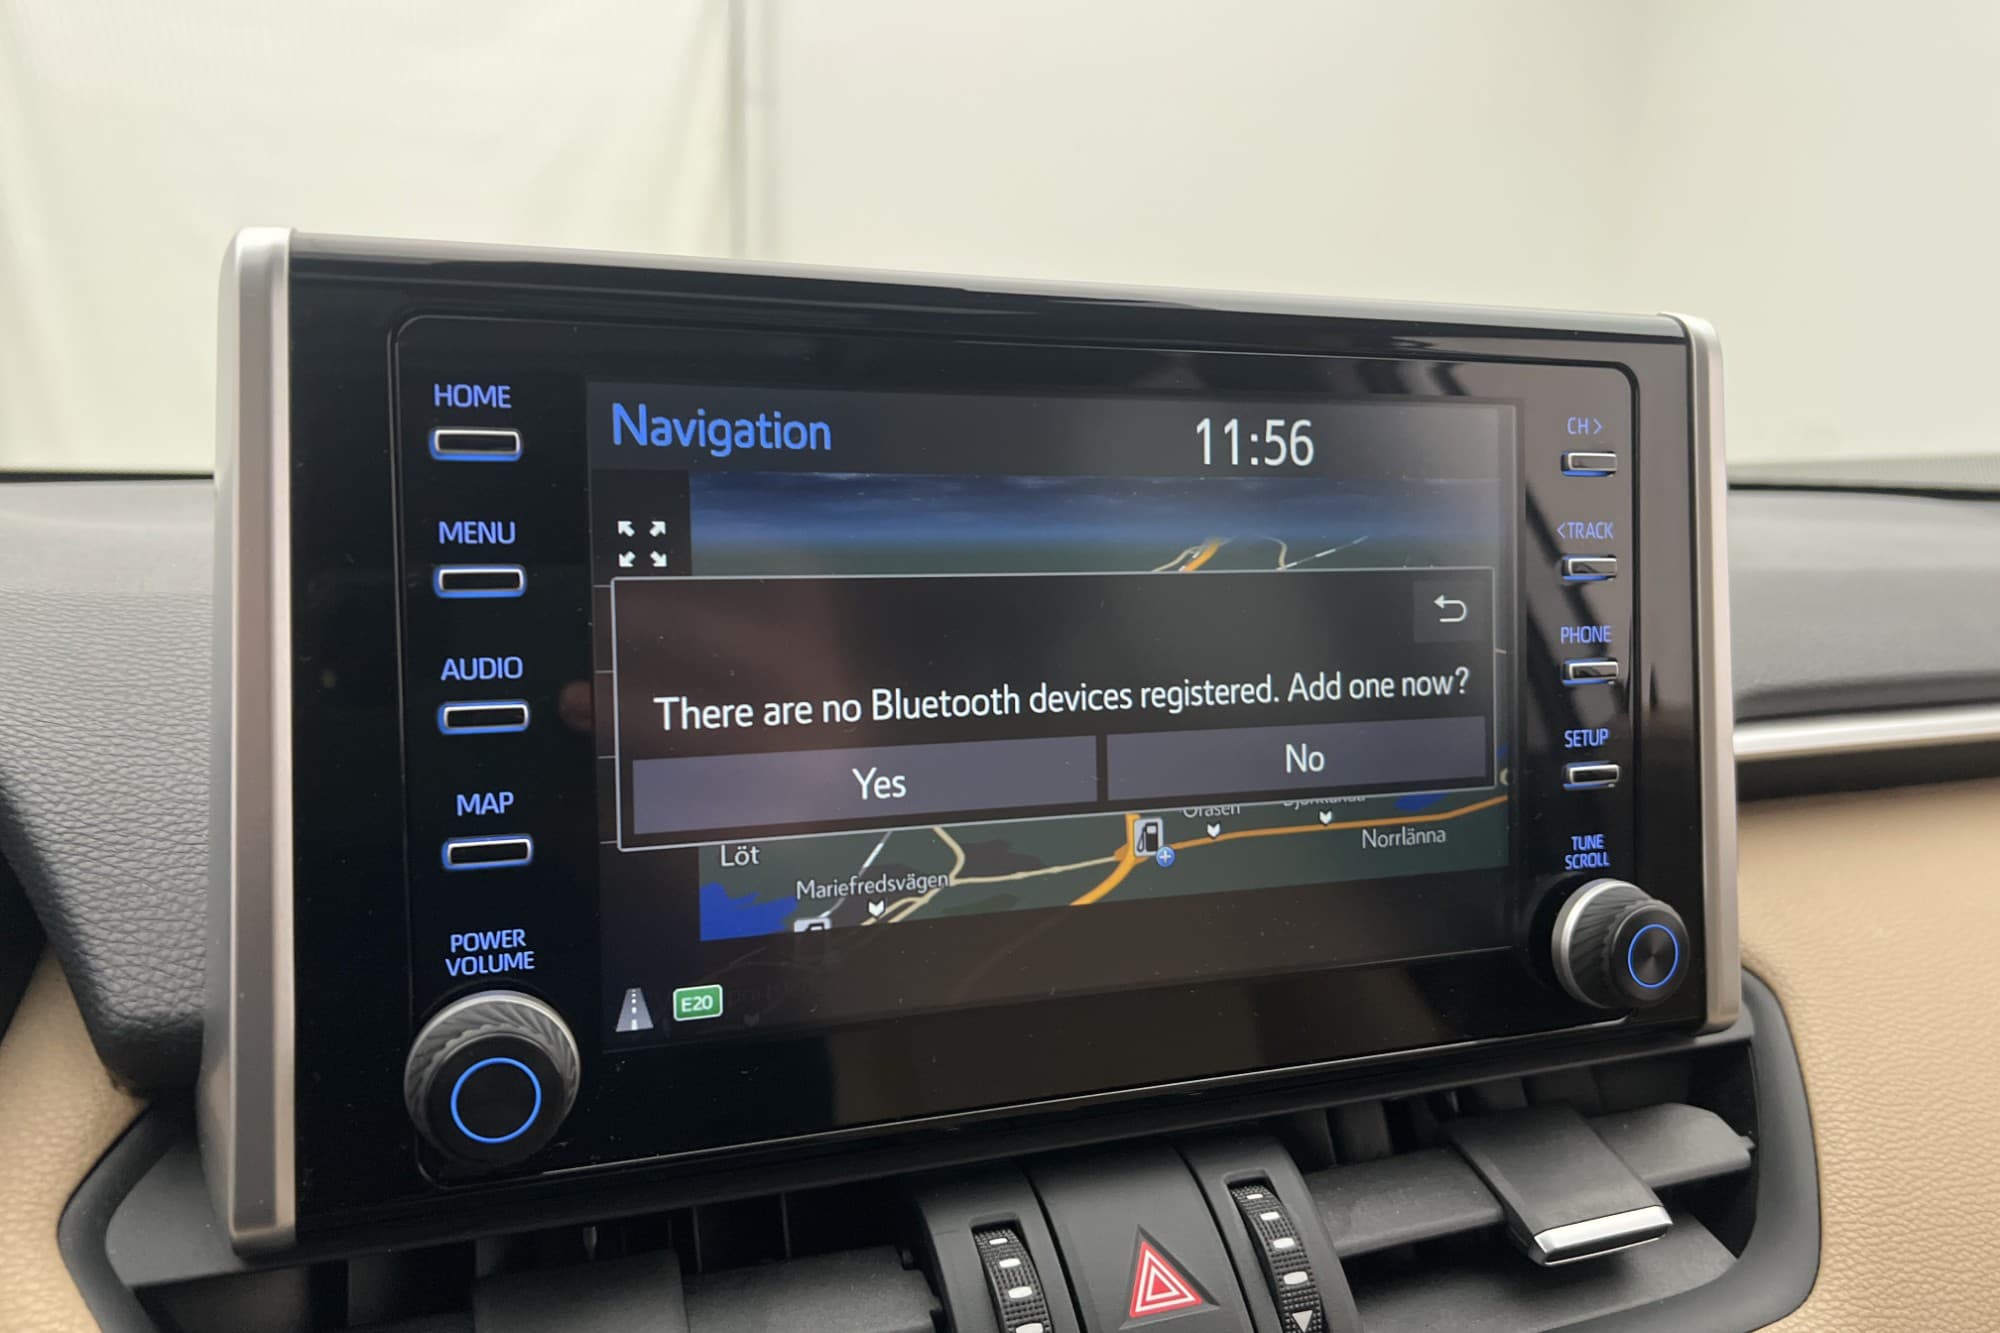 HOME
MENU
AUDIO
MAP
POWER
VOLUME
Navigation
11:56
There are no Bluetooth devices registered. Add one now?
Yes
No
Löt
Mariefredsvägen
Norrlänna
E20
CH>
<TRACK
PHONE
SETUP
TUNE
SCROLL